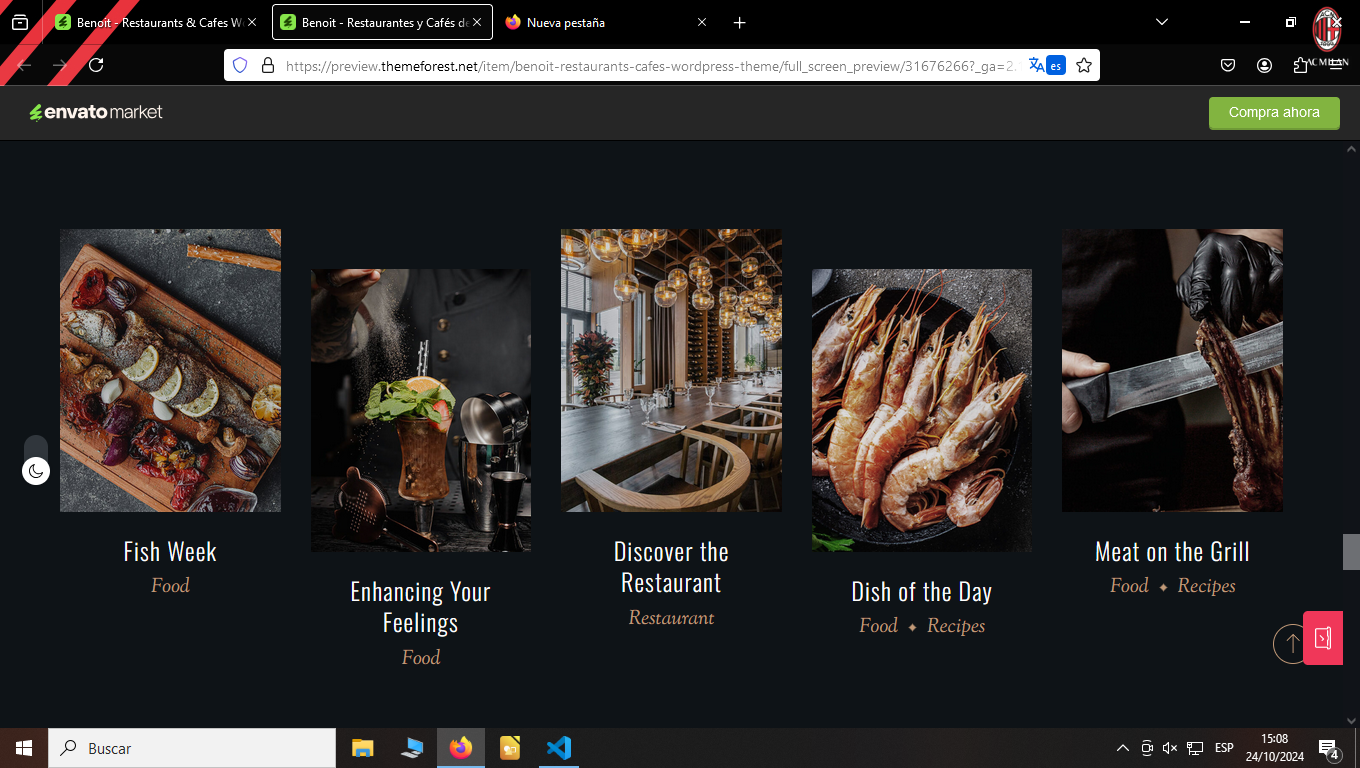 Benoit - Restaurants & Cafes W
Benoit - Restaurantes y Cafés de
Nueva pestaña
https://preview.themeforest.net/item/benoit-restaurants-cafes-wordpress-theme/full_screen_preview/31676266?_ga=2.
es
AC MILAN
envato market
Compra ahora
Fish Week
Food
Enhancing Your
Feelings
Food
Discover the
Restaurant
Restaurant
Dish of the Day
Food ◆ Recipes
Meat on the Grill
Food ◆ Recipes
Buscar
ESP
15:08
24/10/2024
4